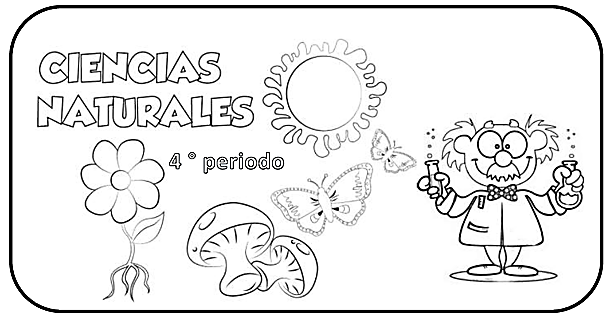 CIENCIAS
NATURALES
4 ° periodo